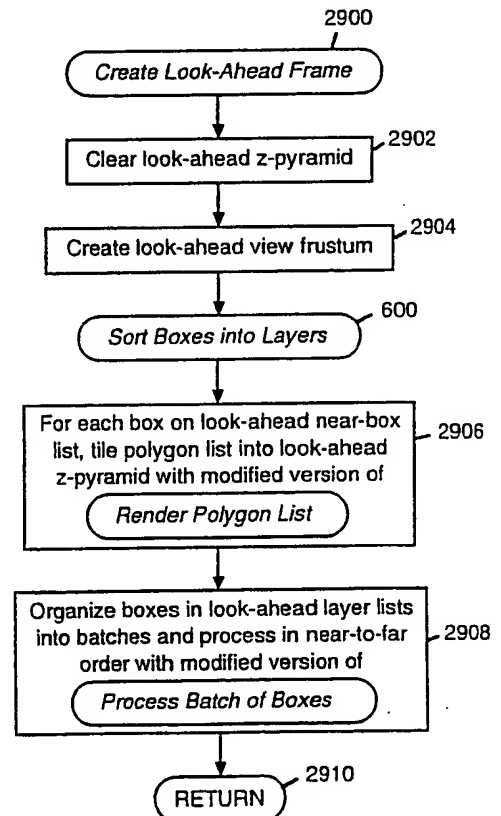 2900
Create Look-Ahead Frame
2902
Clear look-ahead z-pyramid
2904
Create look-ahead view frustum
600
Sort Boxes into Layers
For each box on look-ahead near-box
list, tile polygon list into look-ahead
z-pyramid with modified version of
2906
Render Polygon List
Organize boxes in look-ahead layer lists
into batches and process in near-to-far
order with modified version of
2908
Process Batch of Boxes
2910
RETURN